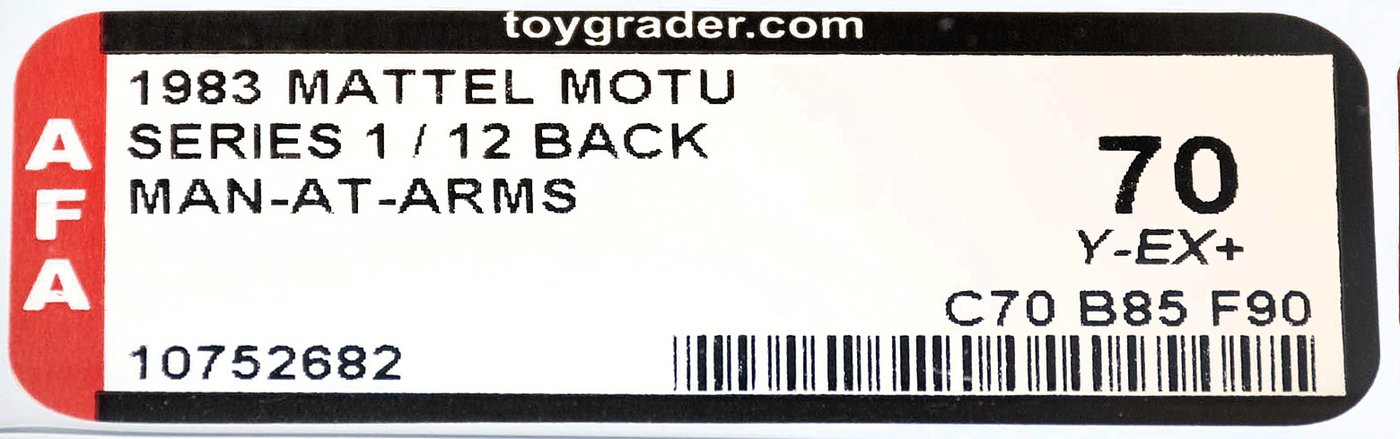 toygrader.com
AFA
1983 MATTEL MOTU
SERIES 1 / 12 BACK
MAN-AT-ARMS
70
Y-EX+
C70 B85 F90
10752682